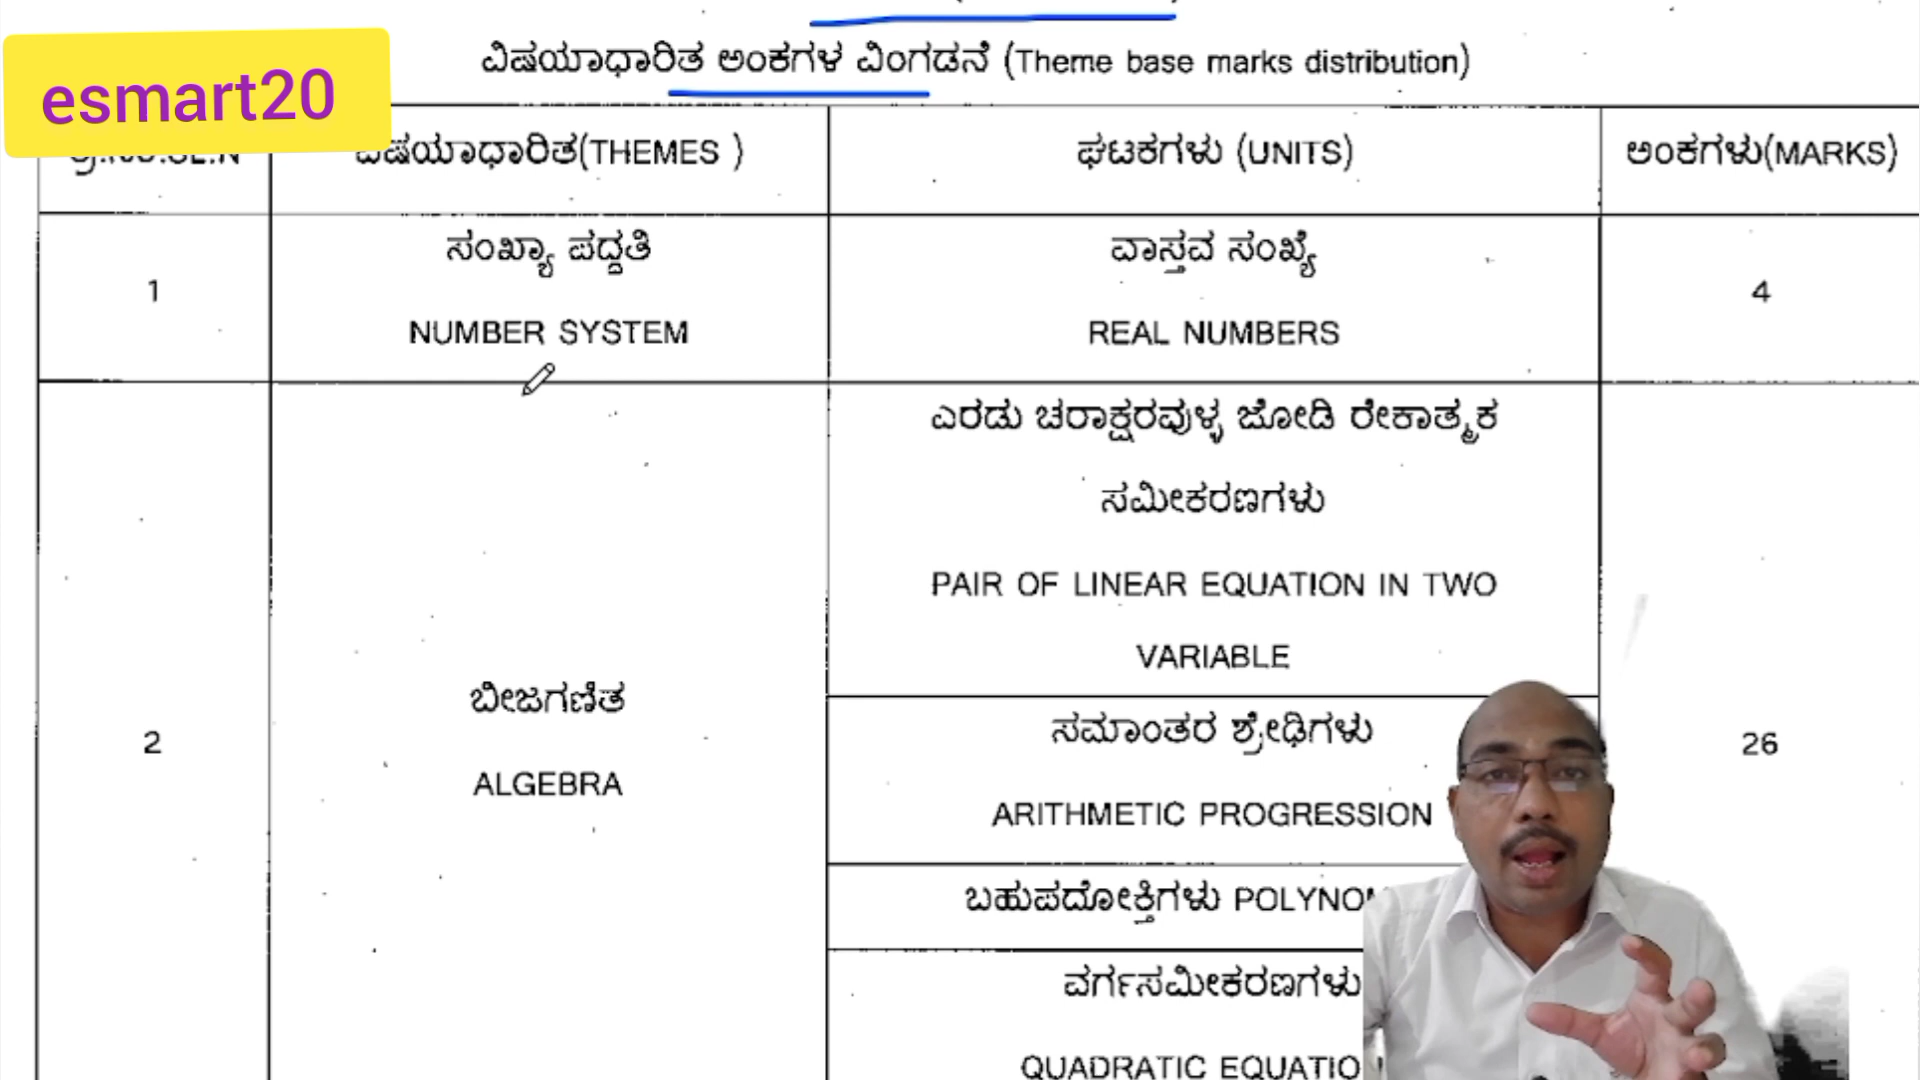 ವಿಷಯಾಧಾರಿತ ಅಂಕಗಳ ವಿಂಗಡನೆ (Theme base marks distribution)
esmart20
ವಿಷಯಾಧಾರಿತ(THEMES )
ಘಟಕಗಳು (UNITS)
ಅಂಕಗಳು(MARKS)
1
ಸಂಖ್ಯಾ ಪದ್ದತಿ
NUMBER SYSTEM
ವಾಸ್ತವ ಸಂಖ್ಯೆ
REAL NUMBERS
4
2
ಬೀಜಗಣಿತ
ALGEBRA
ಎರಡು ಚರಾಕ್ಷರವುಳ್ಳ ಜೋಡಿ ರೇಕಾತ್ಮಕ
ಸಮೀಕರಣಗಳು
PAIR OF LINEAR EQUATION IN TWO
VARIABLE
ಸಮಾಂತರ ಶ್ರೇಢಿಗಳು
ARITHMETIC PROGRESSION
ಬಹುಪದೋಕ್ತಿಗಳು
ವರ್ಗಸಮೀಕರಣಗಳು
QUADRATIC
26